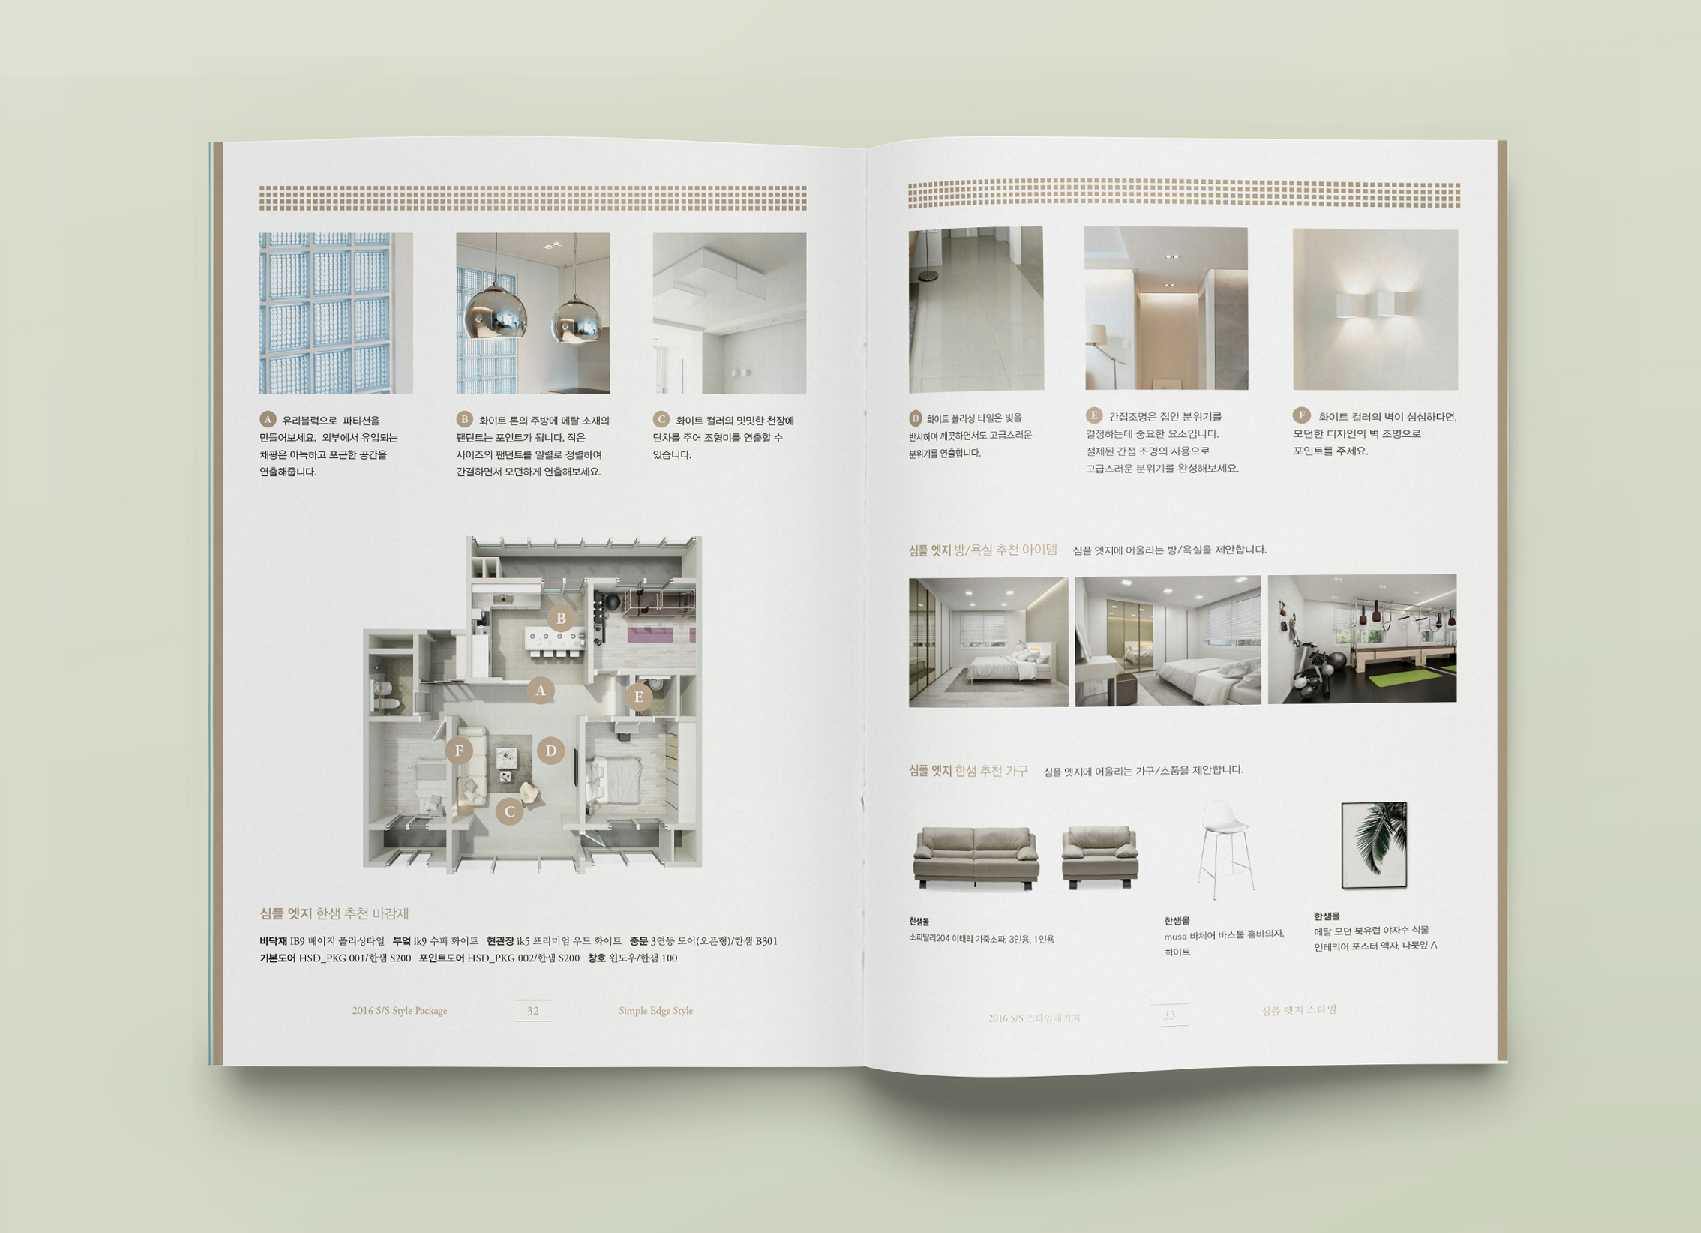 A 유리블럭으로 파티션을
만들어보세요. 외부에서 유입되는
채광은 아늑하고 포근한 공간을
연출해줍니다.
B 화이트 톤의 주방에 메탈 소재의
팬던트는 포인트가 됩니다. 작은
사이즈의 팬던트를 일렬로 정렬하여
간결하면서 모던하게 연출해보세요.
C 화이트 컬러의 밋밋한 천장에
단차를 주어 조형미를 연출할 수
있습니다.
B
A
E
F
D
C
심플 엣지 한샘 추천 마감재
바닥재 IB9 베이지 폴리싱타일 부엌 ik9 수퍼 화이트 현관장 ik5 프리미엄 우드 화이트 중문 3연동 도어(오픈형)/한샘 B301
기본도어 HSD_PKG 001/한샘 S200 포인트도어 HSD_PKG 002/한샘 S200 창호 윈도우/한샘 100
2016 S/S Style Package
32
Simple Edge Style
D 화이트 폴리싱 타일은 빛을
반사하여 깨끗하면서도 고급스러운
분위기를 연출합니다.
E 간접조명은 집안 분위기를
결정하는데 중요한 요소입니다.
절제된 간접 조명의 사용으로
고급스러운 분위기를 완성해보세요.
F 화이트 컬러의 벽이 심심하다면,
모던한 디자인의 벽 조명으로
포인트를 주세요.
심플 엣지 방/욕실 추천 아이템 심플 엣지에 어울리는 방/욕실을 제안합니다.
심플 엣지 한샘 추천 가구 심플 엣지에 어울리는 가구/소품을 제안합니다.
한샘몰
이태리 가죽소파, 3인용, 1인용
한샘몰
muso 바체어 바스툴 홈바의자,
화이트
한샘몰
메탈 모던 북유럽 야자수 식물
인테리어 포스터 액자, 나뭇잎 A
2016 S/S 스타일패키지
33
심플 엣지 스타일